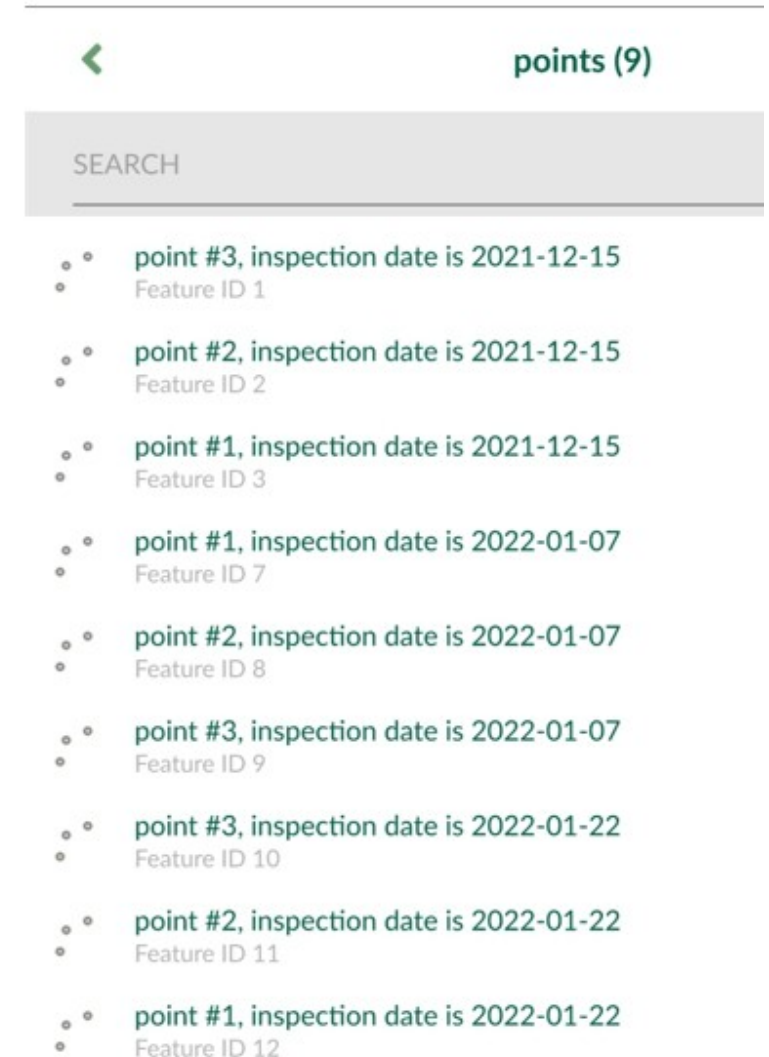 points (9)
SEARCH
point #3, inspection date is 2021-12-15
Feature ID 1
point #2, inspection date is 2021-12-15
Feature ID 2
point #1, inspection date is 2021-12-15
Feature ID 3
point #1, inspection date is 2022-01-07
Feature ID 7
point #2, inspection date is 2022-01-07
Feature ID 8
point #3, inspection date is 2022-01-07
Feature ID 9
point #3, inspection date is 2022-01-22
Feature ID 10
point #2, inspection date is 2022-01-22
Feature ID 11
point #1, inspection date is 2022-01-22
Feature ID 12